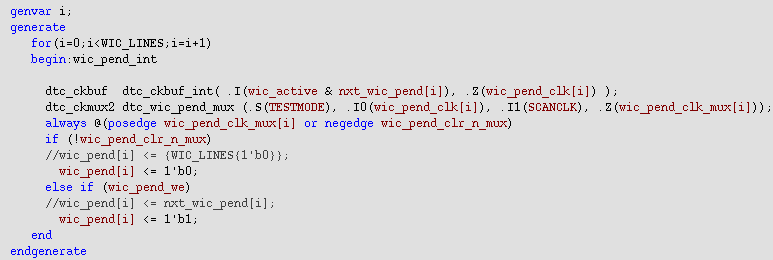 genvar i;
generate
for(i=0;i<WIC_LINES;i=i+1)
begin:wic_pend_int
dtc_ckbuf dtc_ckbuf_int( .I(wic_active & nxt_wic_pend[i]), .Z(wic_pend_clk[i]) );
dtc_ckmux2 dtc_wic_pend_mux (.S(TESTMODE), .I0(wic_pend_clk[i]), .I1(SCANCLK), .Z(wic_pend_clk_mux[i]));
always @(posedge wic_pend_clk_mux[i] or negedge wic_pend_clr_n_mux)
if (!wic_pend_clr_n_mux)
//wic_pend[i] <= {WIC_LINES{1'b0}};
wic_pend[i] <= 1'b0;
else if (wic_pend_we)
//wic_pend[i] <= nxt_wic_pend[i];
wic_pend[i] <= 1'b1;
end
endgenerate